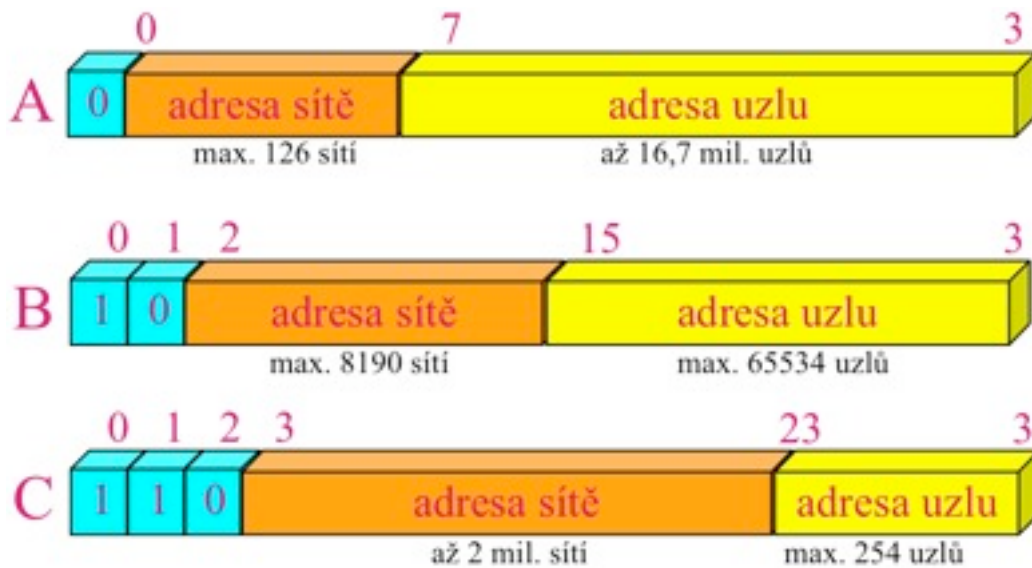 0 7 3
A 0 adresa sítě adresa uzlu
max. 126 sítí až 16,7 mil. uzlů
0 1 2 15 3
B 1 0 adresa sítě adresa uzlu
max. 8190 sítí max. 65534 uzlů
0 1 2 3 23 3
C 1 1 0 adresa sítě adresa uzlu
až 2 mil. sítí max. 254 uzlů